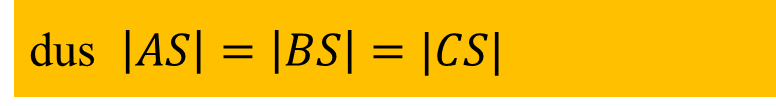 dus |AS| = |BS| = |CS|